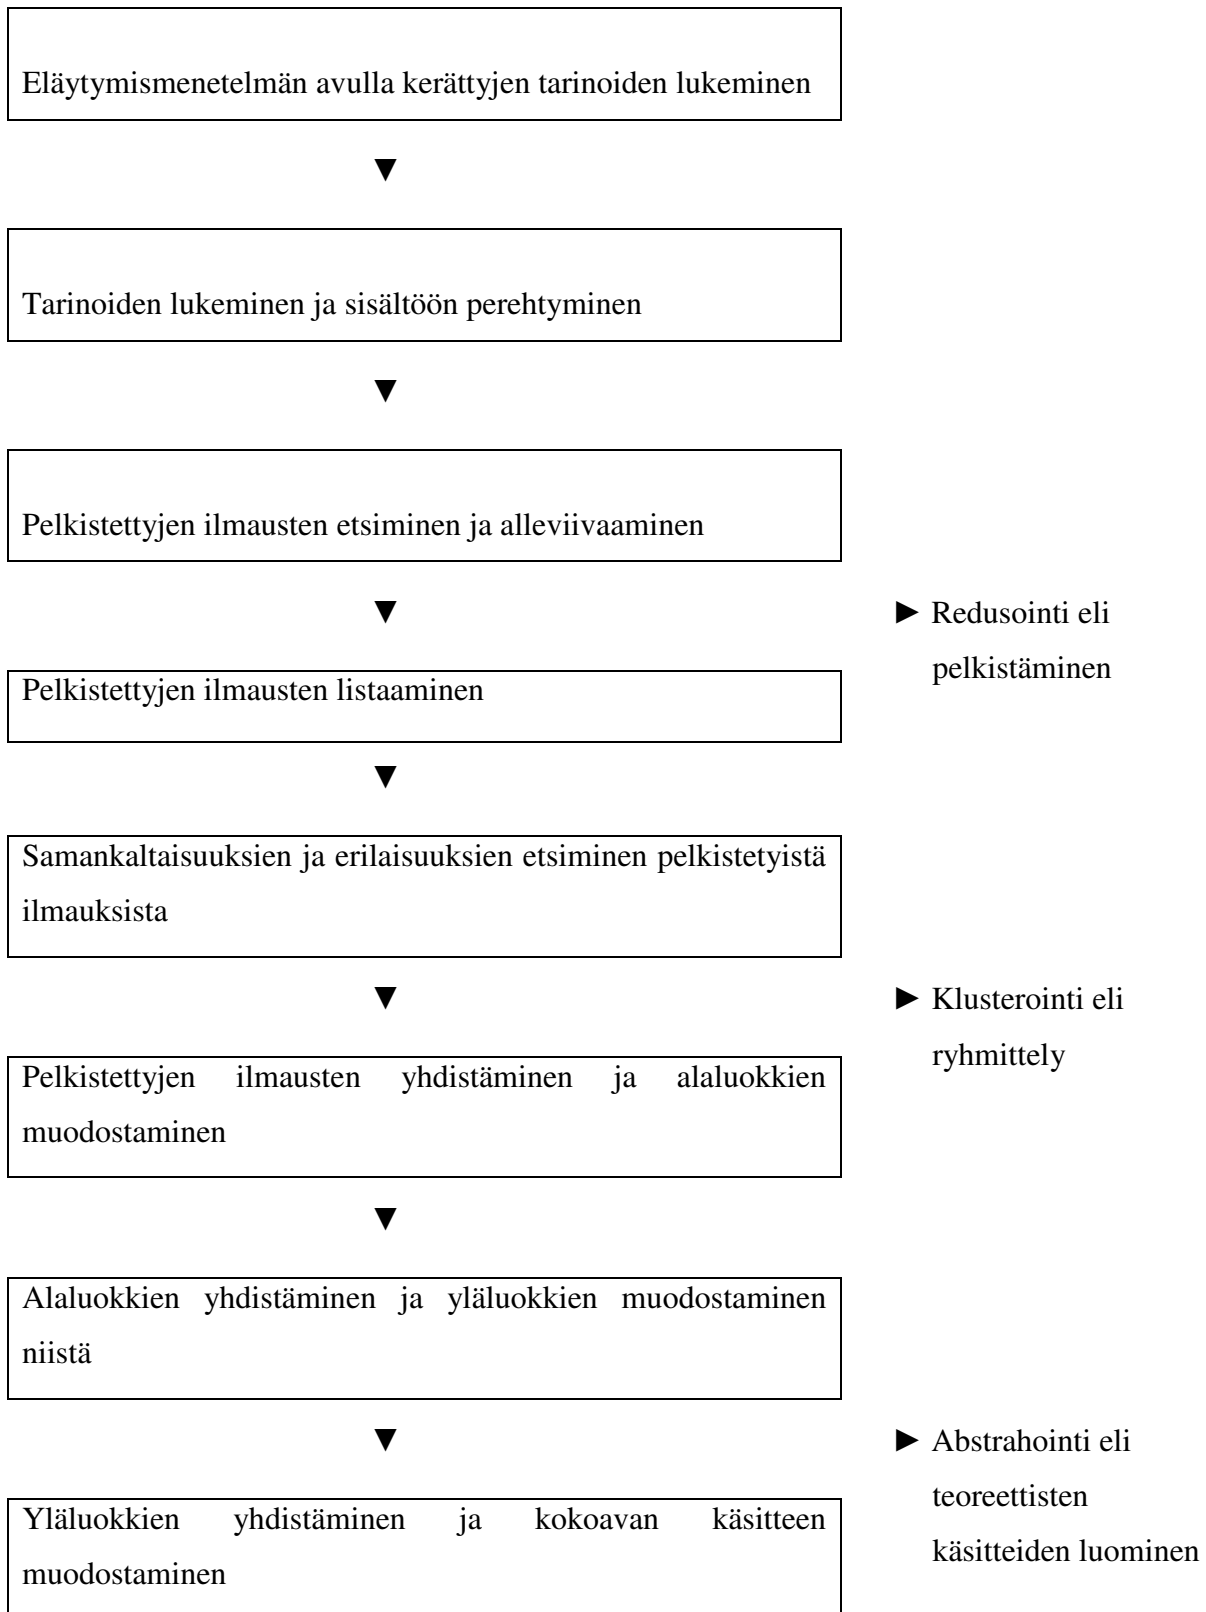 Eläytymismenetelmän avulla kerättyjen tarinoiden lukeminen
▼
Tarinoiden lukeminen ja sisältöön perehtyminen
▼
Pelkistettyjen ilmausten etsiminen ja alleviivaaminen
▼
► Redusointi eli
pelkistäminen
Pelkistettyjen ilmausten listaaminen
▼
Samankaltaisuuksien ja erilaisuuksien etsiminen pelkistetyistä
ilmauksista
▼
► Klusterointi eli
ryhmittely
Pelkistettyjen ilmausten yhdistäminen ja alaluokkien
muodostaminen
▼
Alaluokkien yhdistäminen ja yläluokkien muodostaminen
niistä
▼
► Abstrahointi eli
teoreettisten
käsitteiden luominen
Yläluokkien yhdistäminen ja kokoavan käsitteen
muodostaminen